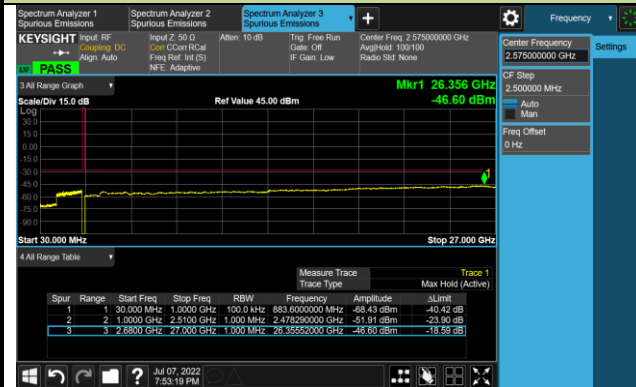 Spectrum Analyzer 1
Spurious Emissions
Spectrum Analyzer 2
Spurious Emissions
Spectrum Analyzer 3
Spurious Emissions
+
Frequency
KEYSIGHT
PASS
Input: RF
Coupling: DC
Align: Auto
Input Z: 50 Ω
Corr CCorr RCal
Freq Ref: Int (S)
NFE: Adaptive
Atten: 10 dB
Trig: Free Run
Gate: Off
IF Gain: Low
Center Freq: 2.575000000 GHz
Avg|Hold: 100/100
Radio Std: None
Center Frequency
2.575000000 GHz
Settings
CF Step
2.500000 MHz
Auto
Man
Freq Offset
0 Hz
3 All Range Graph
Mkr1 26.356 GHz
-46.60 dBm
Scale/Div 15.0 dB
Ref Value 45.00 dBm
Log
30.0
15.0
0.00
-15.0
-30.0
-45.0
-60.0
-75.0
-90.0
1
Start 30.000 MHz
Stop 27.000 GHz
4 All Range Table
Measure Trace Trace 1
Trace Type Max Hold (Active)
Spur Range Start Freq Stop Freq RBW Frequency Amplitude ΔLimit
1 1 30.000 MHz 1.0000 GHz 100.0 kHz 883.6000000 MHz -68.43 dBm -40.42 dB
2 2 1.0000 GHz 2.5100 GHz 1.000 MHz 2.478290000 GHz -51.91 dBm -23.90 dB
3 3 2.6800 GHz 27.000 GHz 1.000 MHz 26.35552000 GHz -46.60 dBm -18.59 dB
?
Jul 07, 2022
7:53:19 PM